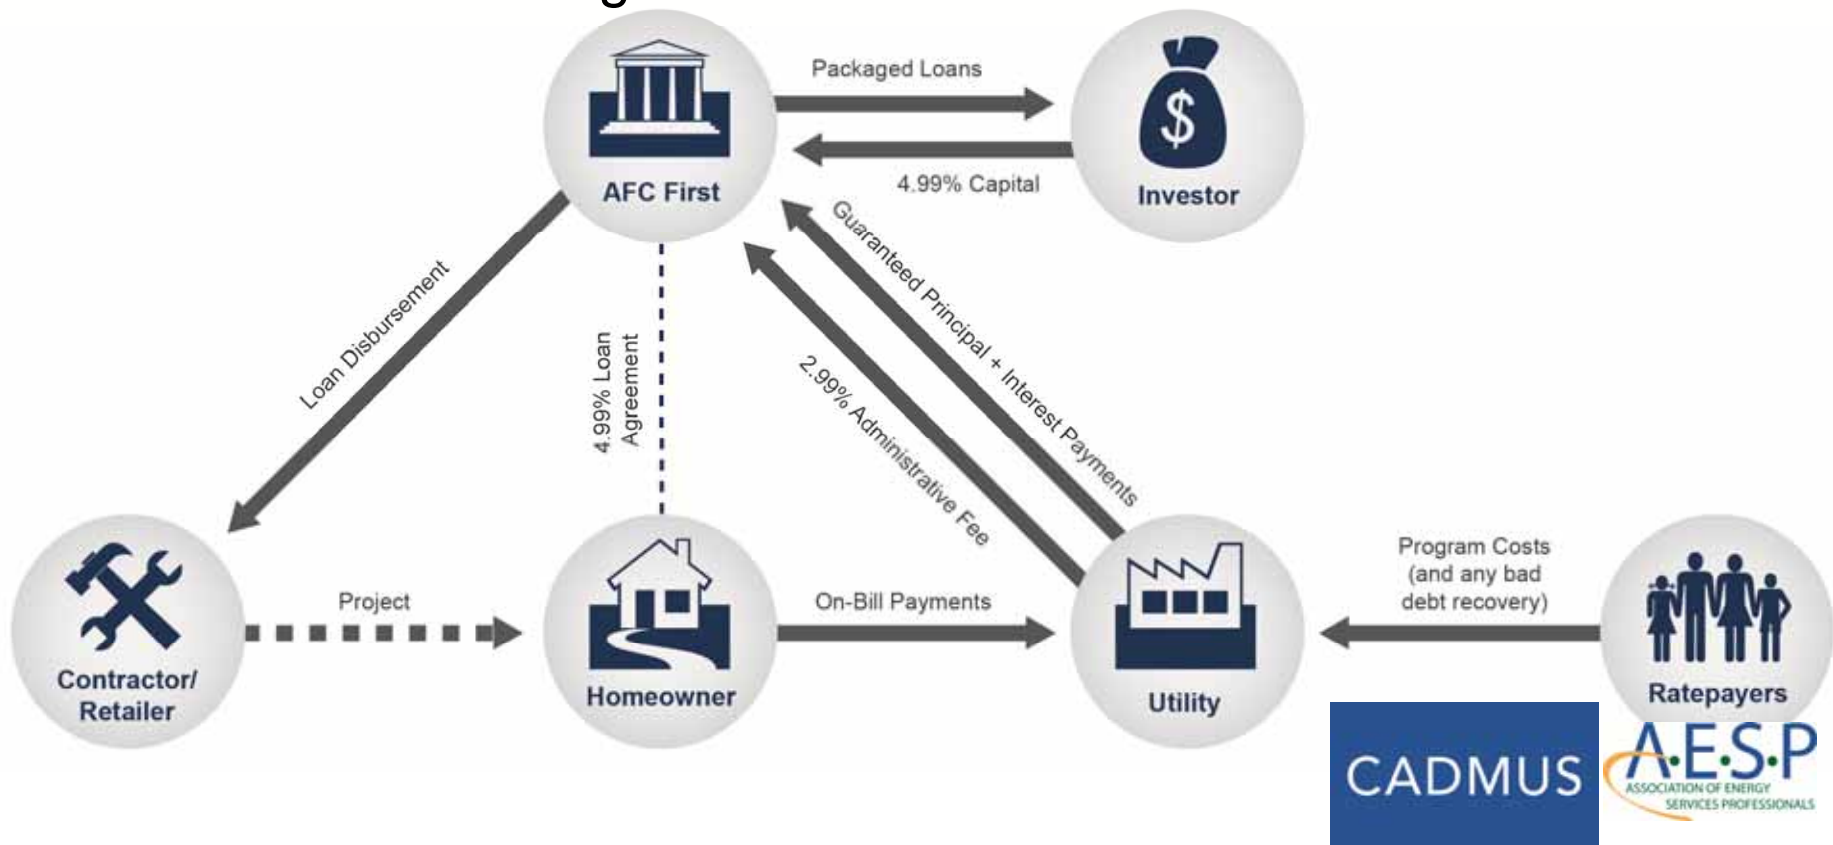 g
Packaged Loans
AFC First
4.99% Capital
Investor
Guaranteed Principal + Interest Payments
Loan Disbursement
4.99% Loan
Agreement
2.99% Administrative Fee
Project
On-Bill Payments
Program Costs
(and any bad
debt recovery)
Contractor/
Retailer
Homeowner
Utility
Ratepayers
CADMUS
A·E·S·P
ASSOCIATION OF ENERGY
SERVICES PROFESSIONALS
$